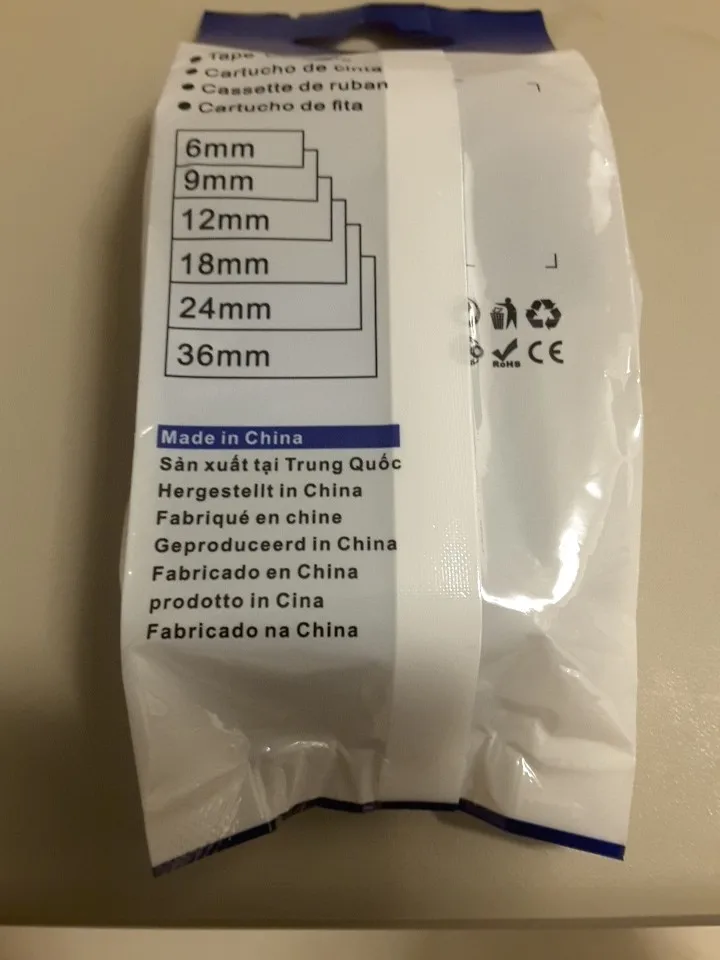 Tape
Cartucho de cinta
Cassette de ruban
Cartucho de fita
6mm
9mm
12mm
18mm
24mm
36mm
RoHS
CE
Made in China
Sản xuất tại Trung Quốc
Hergestellt in China
Fabriqué en chine
Geproduceerd in China
Fabricado en China
prodotto in Cina
Fabricado na China